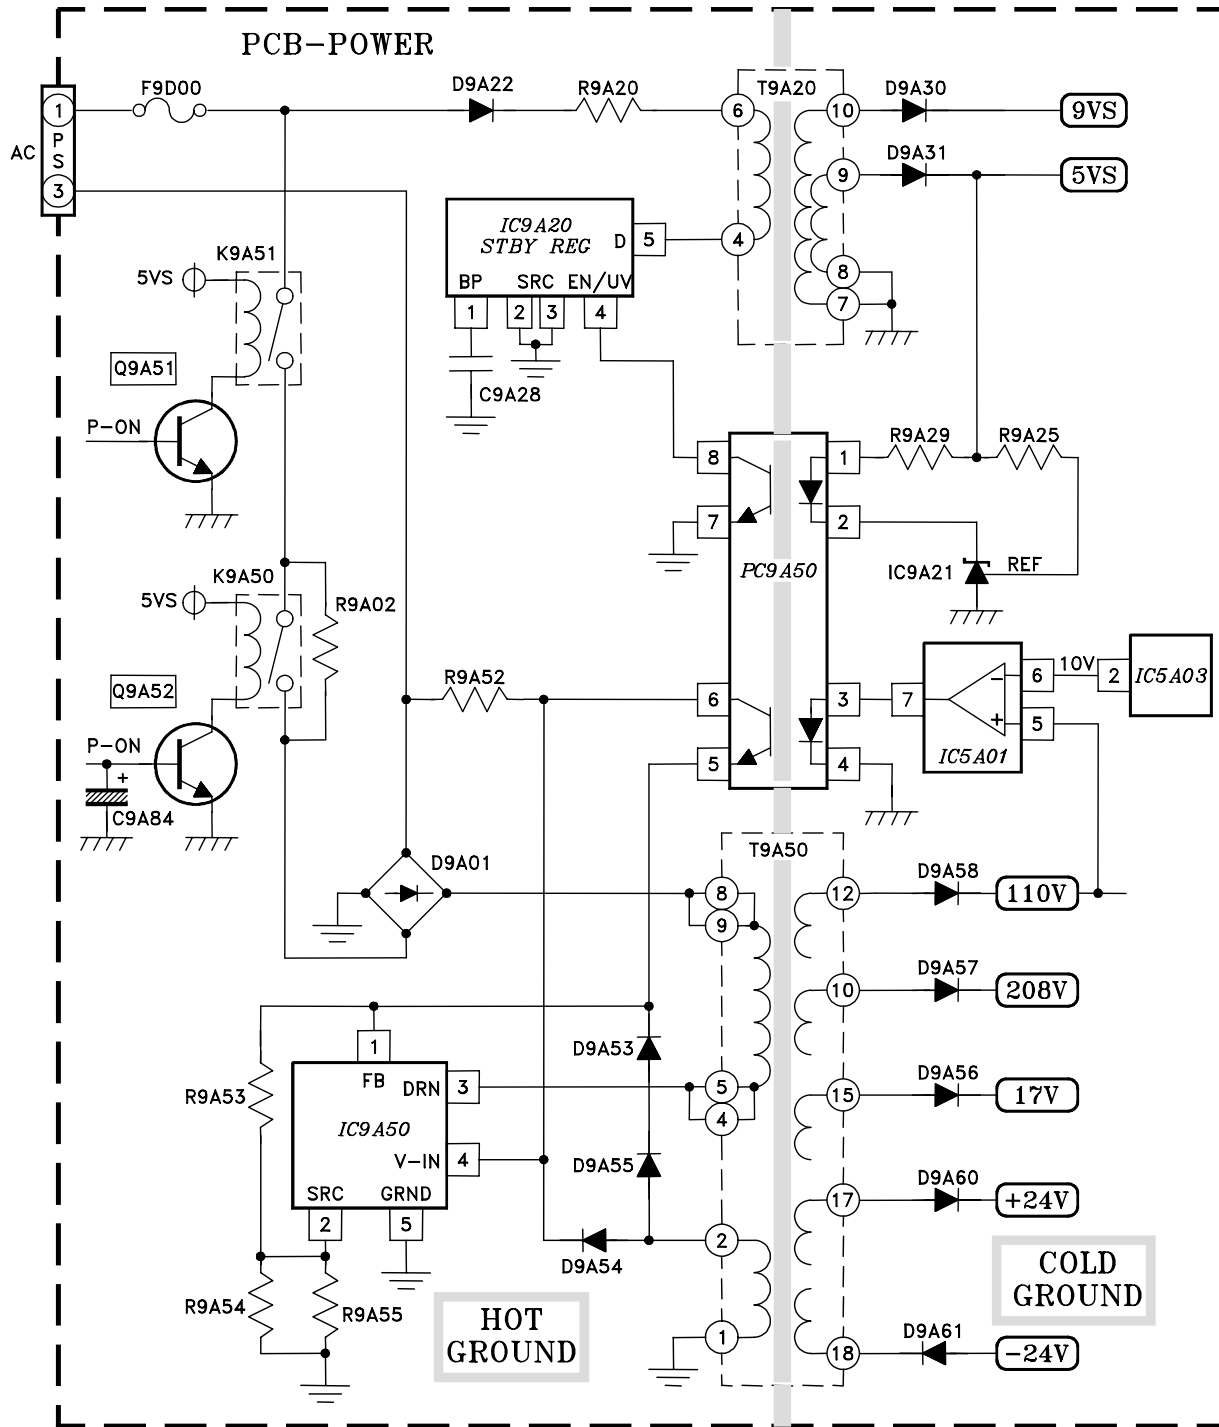 PCB-POWER
F9D00
D9A22
R9A20
T9A20
D9A30
9VS
1
6
10
AC
P
S
D9A31
5VS
3
9
IC9A20
STBY REG
D
5
4
BP
SRC
EN/UV
8
1
2
3
4
7
K9A51
5VS
C9A28
Q9A51
P-ON
R9A29
R9A25
8
1
7
2
PC9A50
IC9A21
REF
K9A50
5VS
R9A02
R9A52
Q9A52
6
3
7
-
6
10V
2
IC5A03
+
5
IC5A01
P-ON
+
C9A84
5
4
D9A01
T9A50
D9A58
8
12
110V
9
D9A57
10
208V
1
FB
D9A53
DRN
3
5
D9A56
15
17V
R9A53
4
IC9A50
V-IN
4
D9A55
D9A60
SRC
GRND
17
+24V
2
5
2
D9A54
COLD
GROUND
R9A54
R9A55
HOT
GROUND
1
D9A61
18
-24V